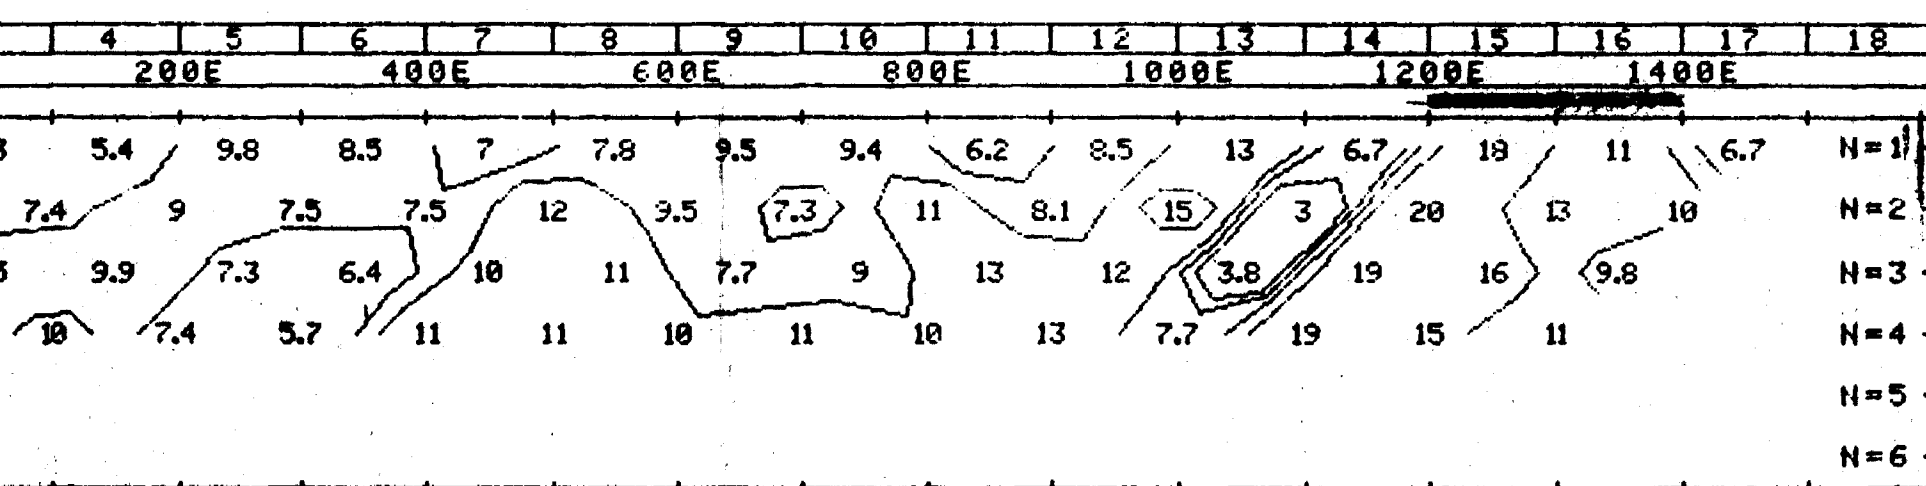 4 5 6 7 8 9 10 11 12 13 14 15 16 17 18
200E 400E 600E 800E 1000E 1200E 1400E
5.4 9.8 8.5 7 7.8 9.5 9.4 6.2 8.5 13 6.7 18 11 6.7 N=1
7.4 9 7.5 7.5 12 9.5 7.3 11 8.1 15 3 20 13 10 N=2
9.9 7.3 6.4 10 11 7.7 9 13 12 3.8 19 16 9.8 N=3
10 7.4 5.7 11 11 10 11 10 13 7.7 19 15 11 N=4
N=5
N=6